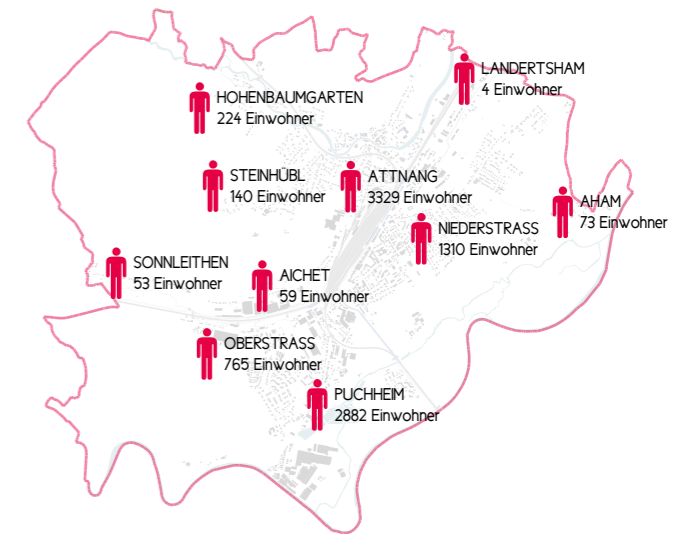 LANDERTSHAM
4 Einwohner
HOHENBAUMGARTEN
224 Einwohner
STEINHÜBL
140 Einwohner
ATTNANG
3329 Einwohner
AHAM
73 Einwohner
NIEDERSTRASS
1310 Einwohner
SONNLEITHEN
53 Einwohner
AICHET
59 Einwohner
OBERSTRASS
765 Einwohner
PUCHHEIM
2882 Einwohner